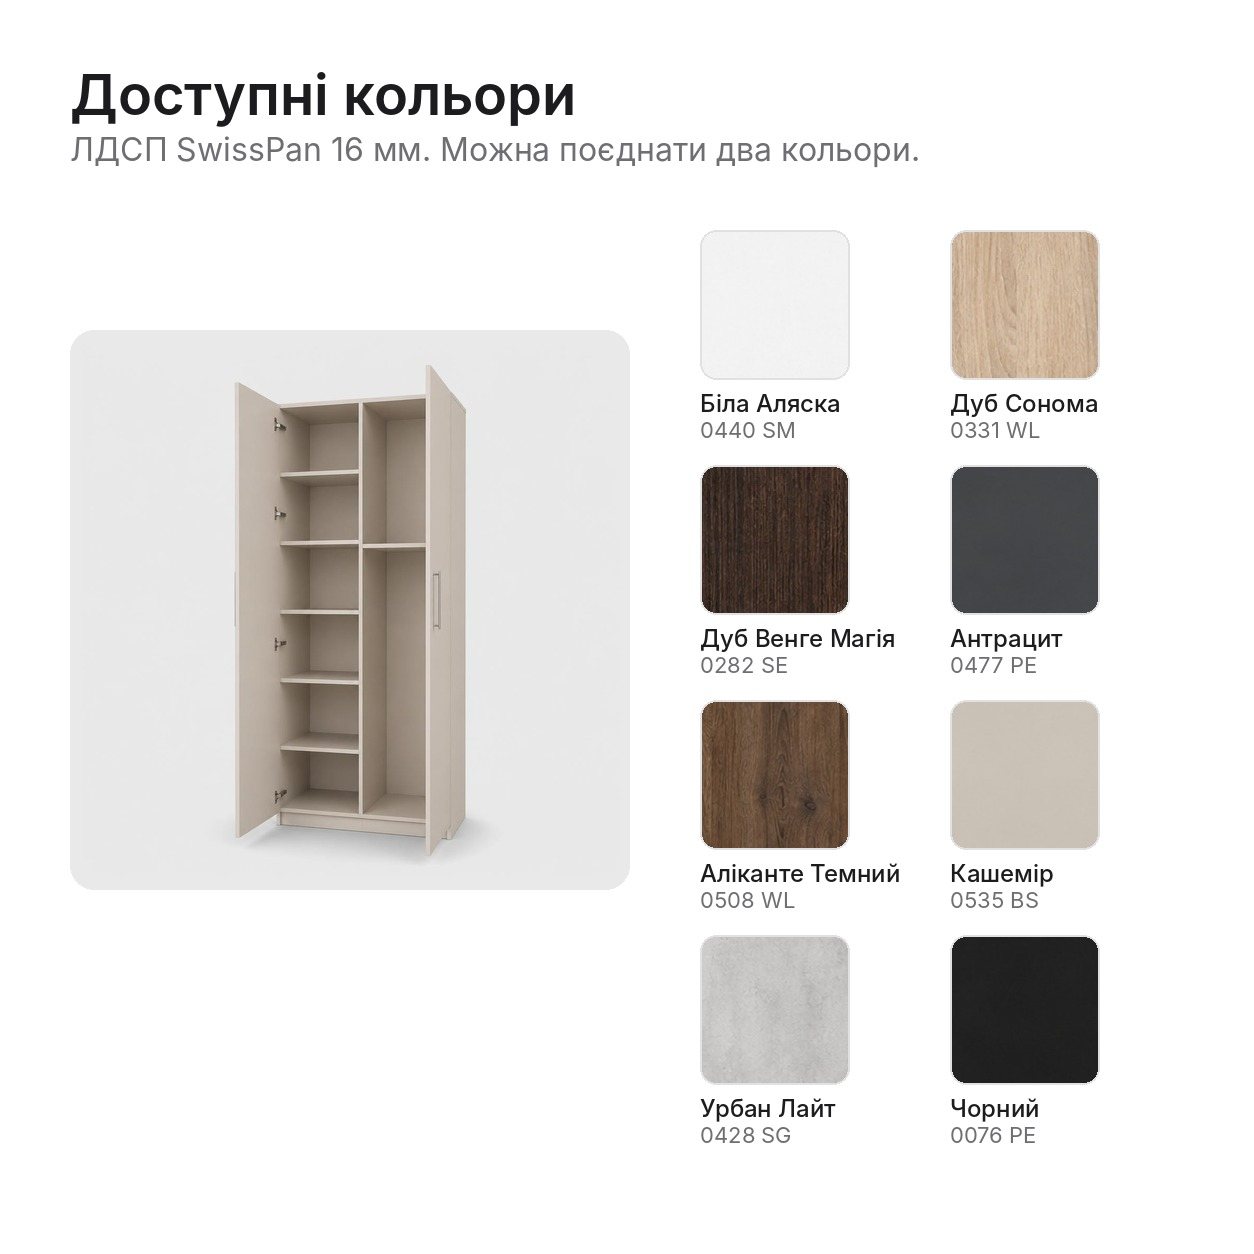 Доступні кольори
ЛДСП SwissPan 16 мм. Можна поєднати два кольори.
Біла Аляска
0440 SM
Дуб Сонома
0331 WL
Дуб Венге Магія
0282 SE
Антрацит
0477 PE
Аліканте Темний
0508 WL
Кашемір
0535 BS
Урбан Лайт
0428 SG
Чорний
0076 PE